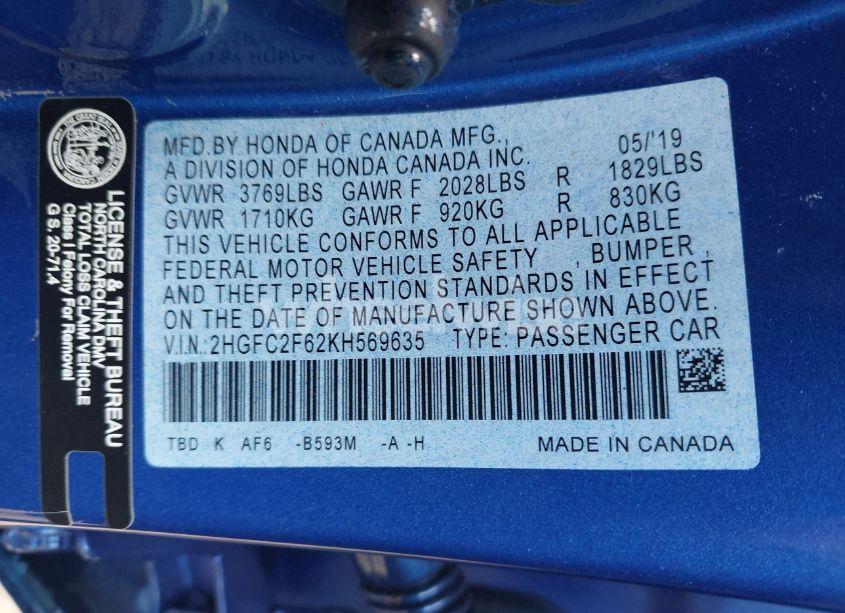 MFD.BY HONDA OF CANADA MFG., 05/'19
A DIVISION OF HONDA CANADA INC.
GVWR 3769LBS GAWR F 2028LBS R 1829LBS
GVWR 1710KG GAWR F 920KG R 830KG
THIS VEHICLE CONFORMS TO ALL APPLICABLE
FEDERAL MOTOR VEHICLE SAFETY , BUMPER ,
AND THEFT PREVENTION STANDARDS IN EFFECT
ON THE DATE OF MANUFACTURE SHOWN ABOVE.
V.I.N.:2HGFC2F62KH569635 TYPE: PASSENGER CAR
TBD K AF6 -B593M -A -H MADE IN CANADA
LICENSE & THEFT BUREAU
NORTH CAROLINA DMV
TOTAL LOSS CLAIM VEHICLE
Class I Felony For Removal
G.S. 20-71.4